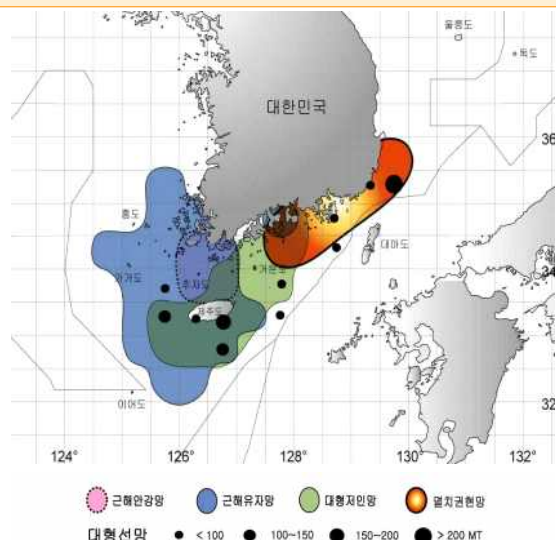 울릉도
독도
대한민국
36
대마도
홍도
34
가거도
추자도
거문도
제주도
이어도
32
124° 126° 128° 130° 132°
근해안강망 근해유자망 대형저인망 멸치권현망
대형선망 < 100 100~150 150~200 > 200 MT